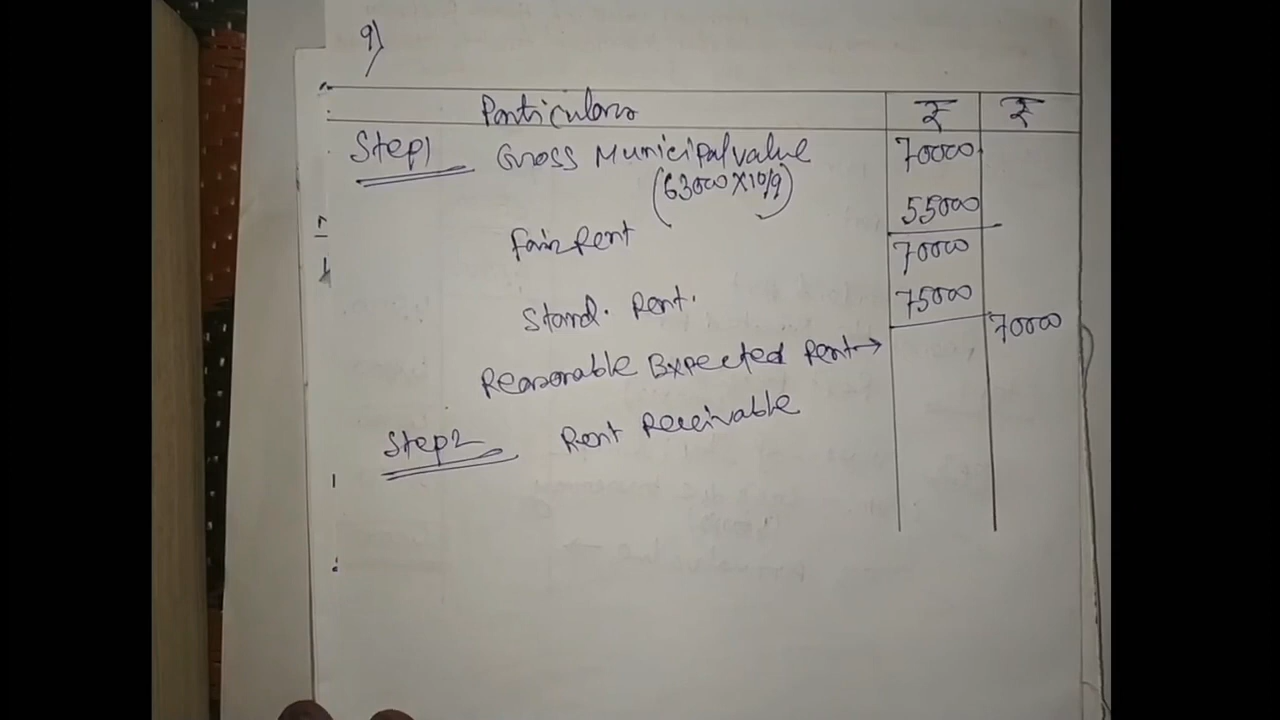 9)
Particulars ₹ ₹
Step1 Gross Municipal value 70000
(63000 X 10/9)
Fair Rent 55000
70000
Stand. Rent. 75000
Reasonable Expected Rent→ 70000
Step2 Rent Receivable